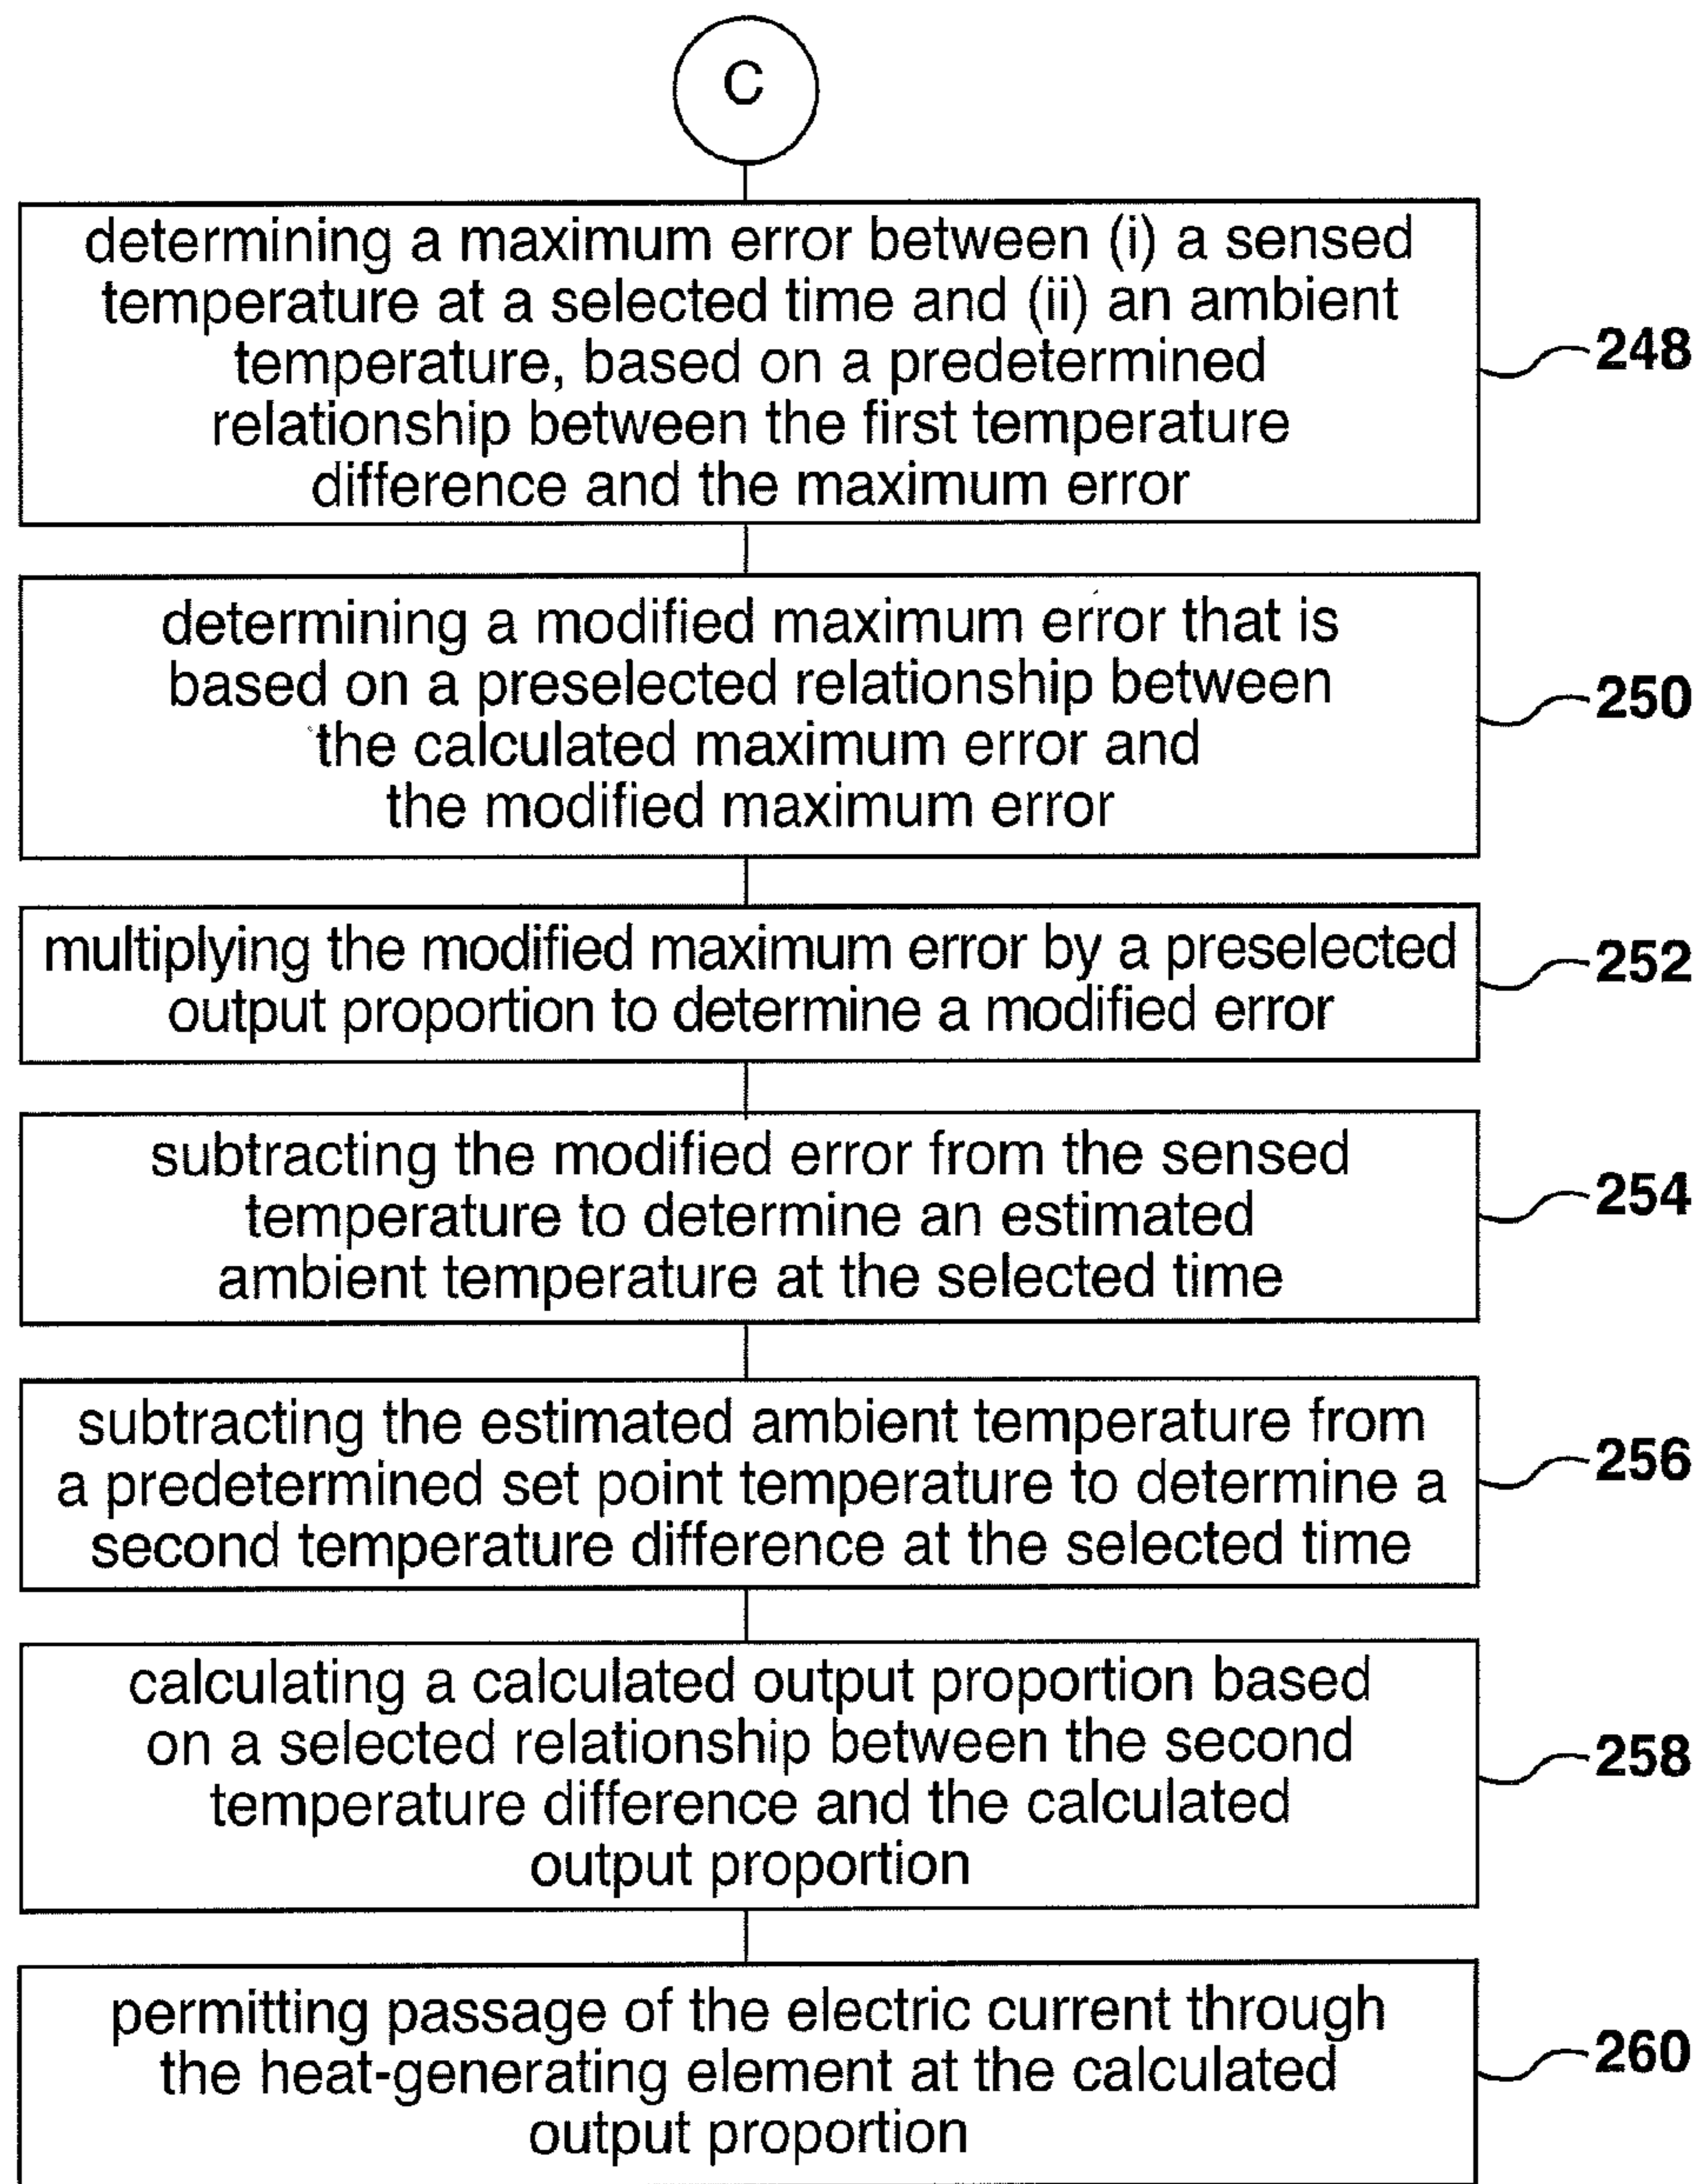 C
determining a maximum error between (i) a sensed
temperature at a selected time and (ii) an ambient
temperature, based on a predetermined
relationship between the first temperature
difference and the maximum error
248
determining a modified maximum error that is
based on a preselected relationship between
the calculated maximum error and
the modified maximum error
250
multiplying the modified maximum error by a preselected
output proportion to determine a modified error
252
subtracting the modified error from the sensed
temperature to determine an estimated
ambient temperature at the selected time
254
subtracting the estimated ambient temperature from
a predetermined set point temperature to determine a
second temperature difference at the selected time
256
calculating a calculated output proportion based
on a selected relationship between the second
temperature difference and the calculated
output proportion
258
permitting passage of the electric current through
the heat-generating element at the calculated
output proportion
260